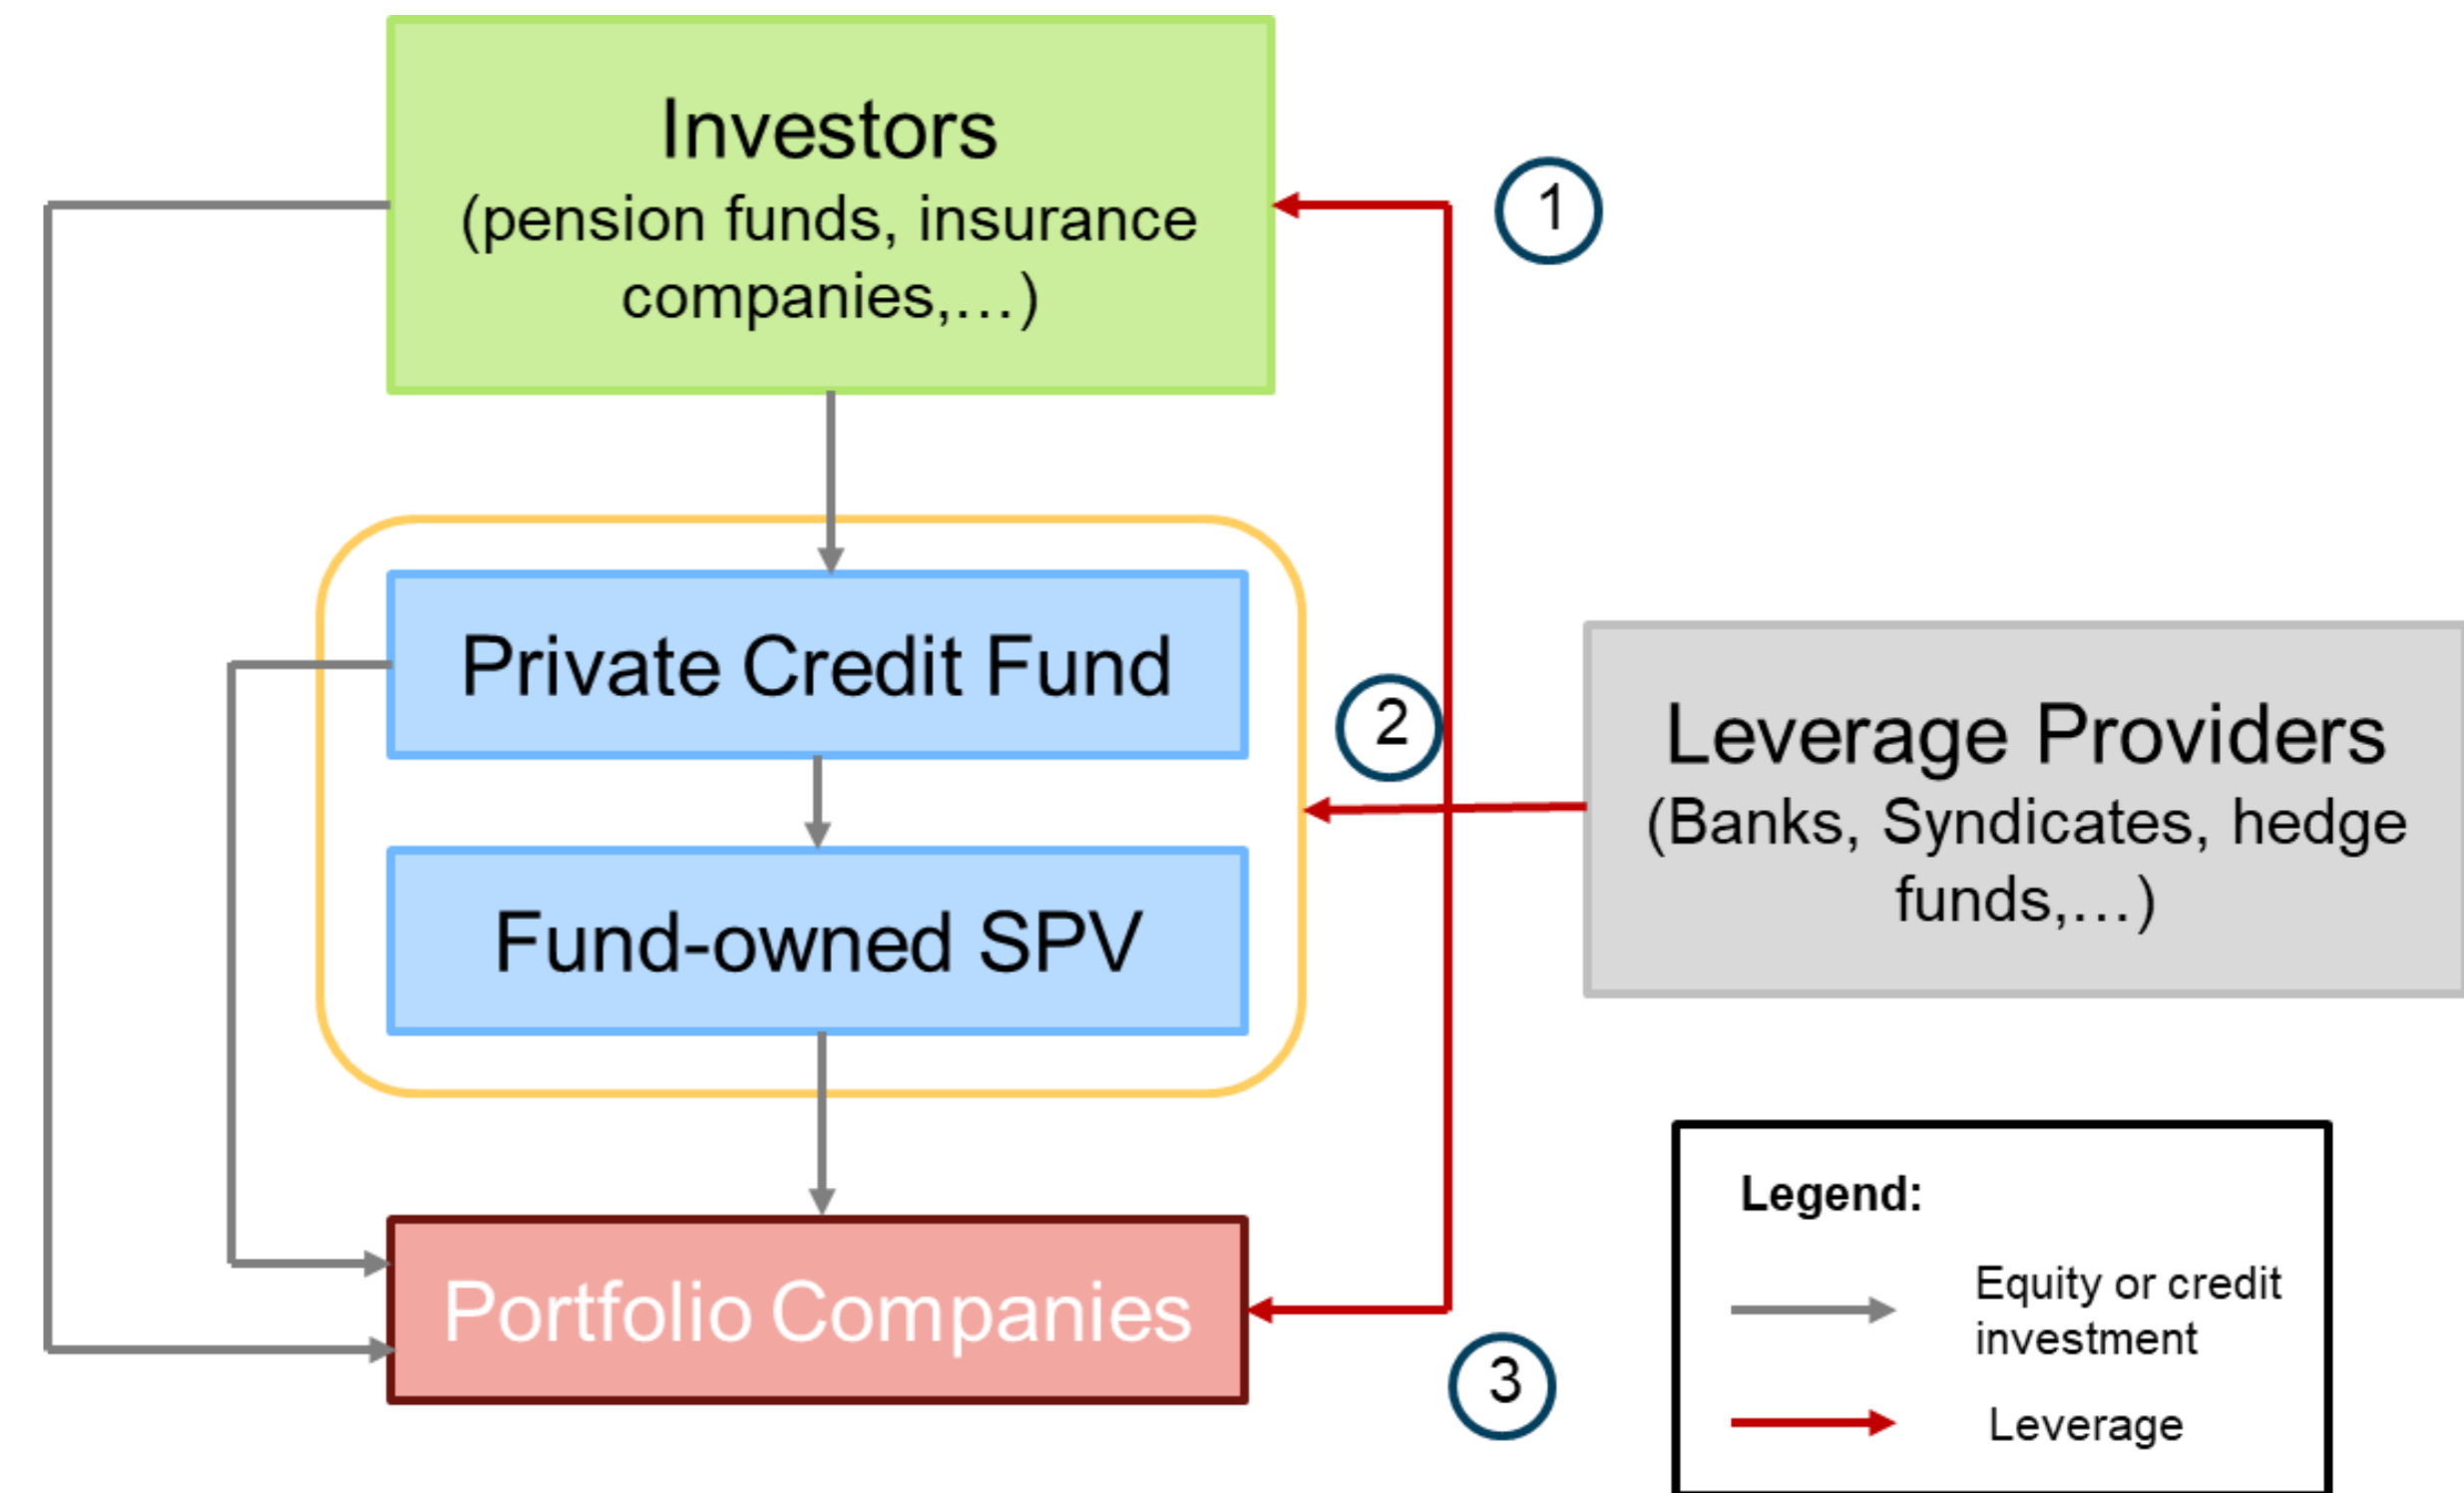 Investors
(pension funds, insurance
companies,...)
1
Private Credit Fund
2
Leverage Providers
(Banks, Syndicates, hedge
funds,...)
Fund-owned SPV
Portfolio Companies
3
Legend:
Equity or credit
investment
Leverage